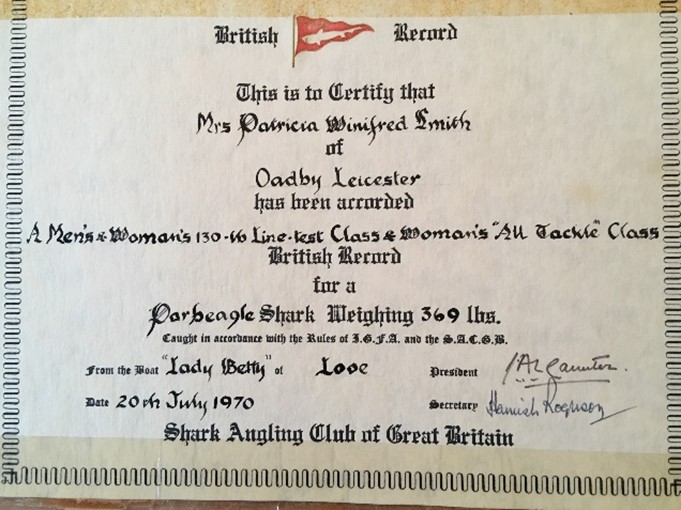 British Record
This is to Certify that
Mrs Patricia Winifred Smith
of
Oadby Leicester
has been accorded
A Men's & Woman's 130-lb Line-test Class & Woman's "All Tackle" Class
British Record
for a
Porbeagle Shark Weighing 369 lbs.
Caught in accordance with the Rules of I.G.F.A. and the S.A.C.G.B.
From the Boat "Lady Betty" of Looe President
Date 20th July 1970 Secretary
Shark Angling Club of Great Britain